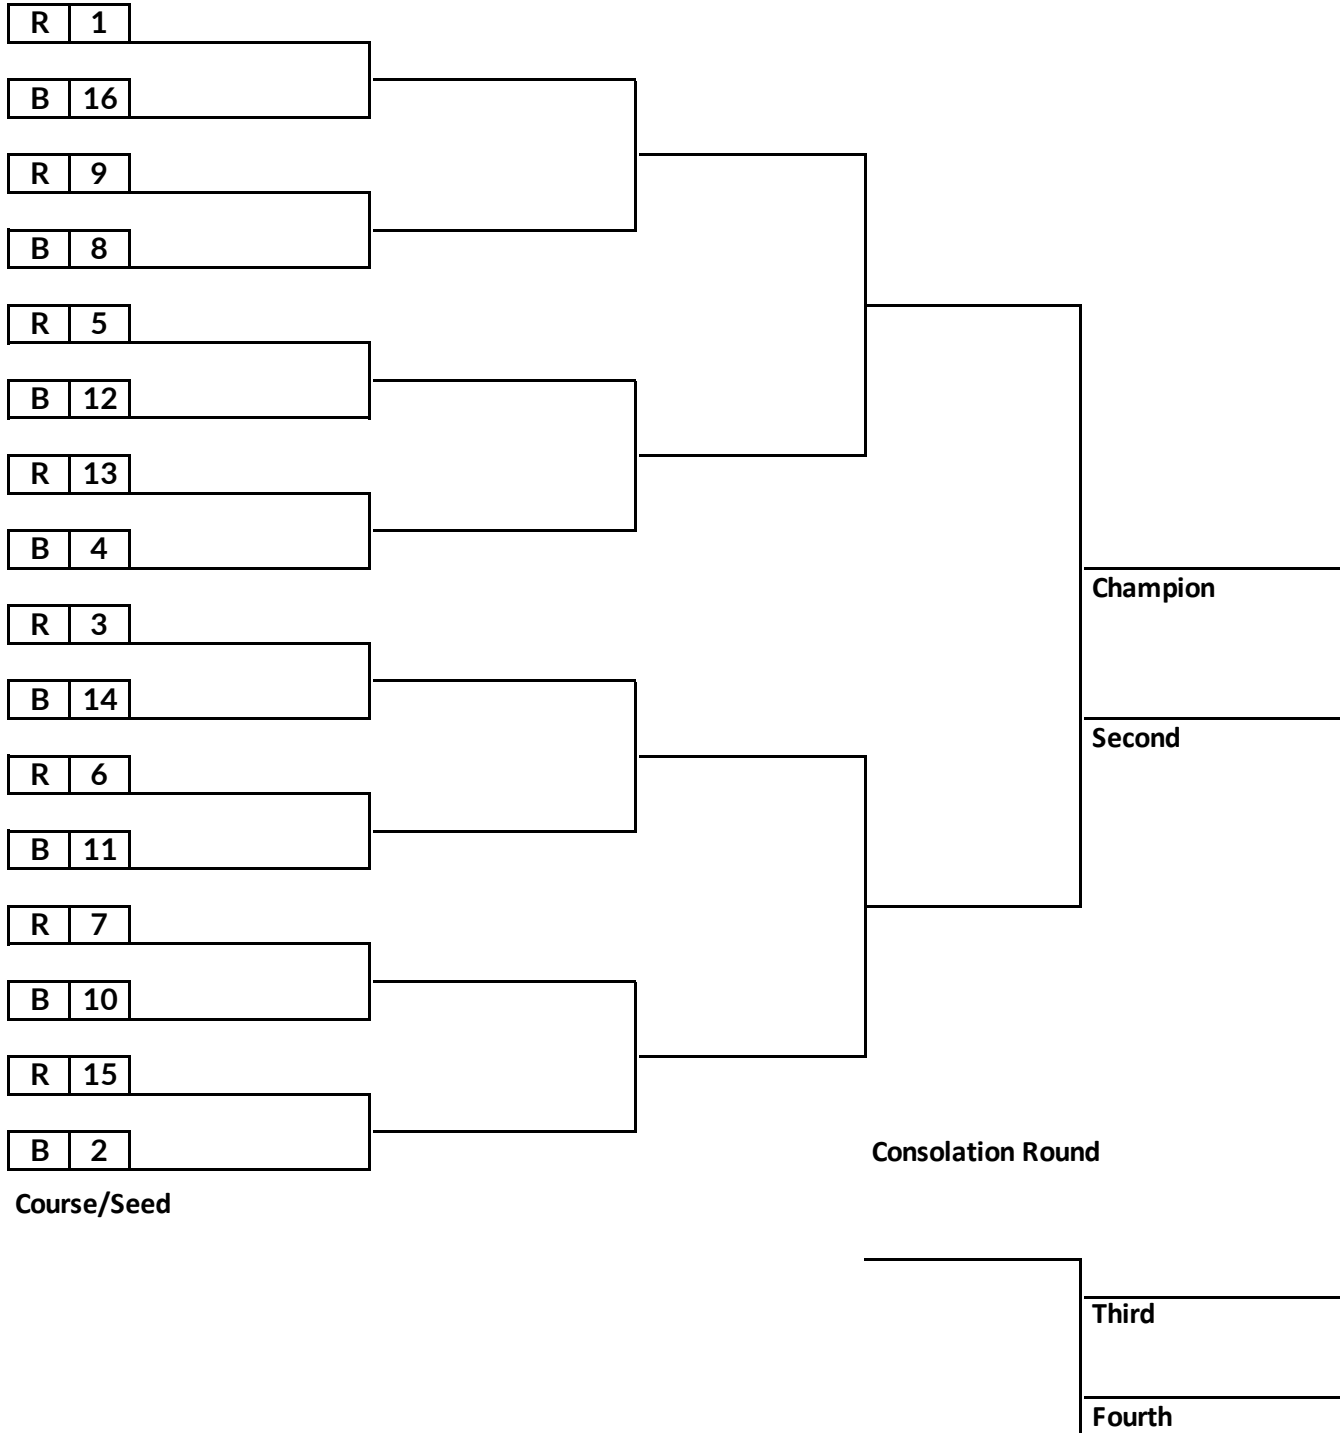 R 1
B 16
R 9
B 8
R 5
B 12
R 13
B 4
Champion
R 3
B 14
Second
R 6
B 11
R 7
B 10
R 15
B 2
Consolation Round
Course/Seed
Third
Fourth